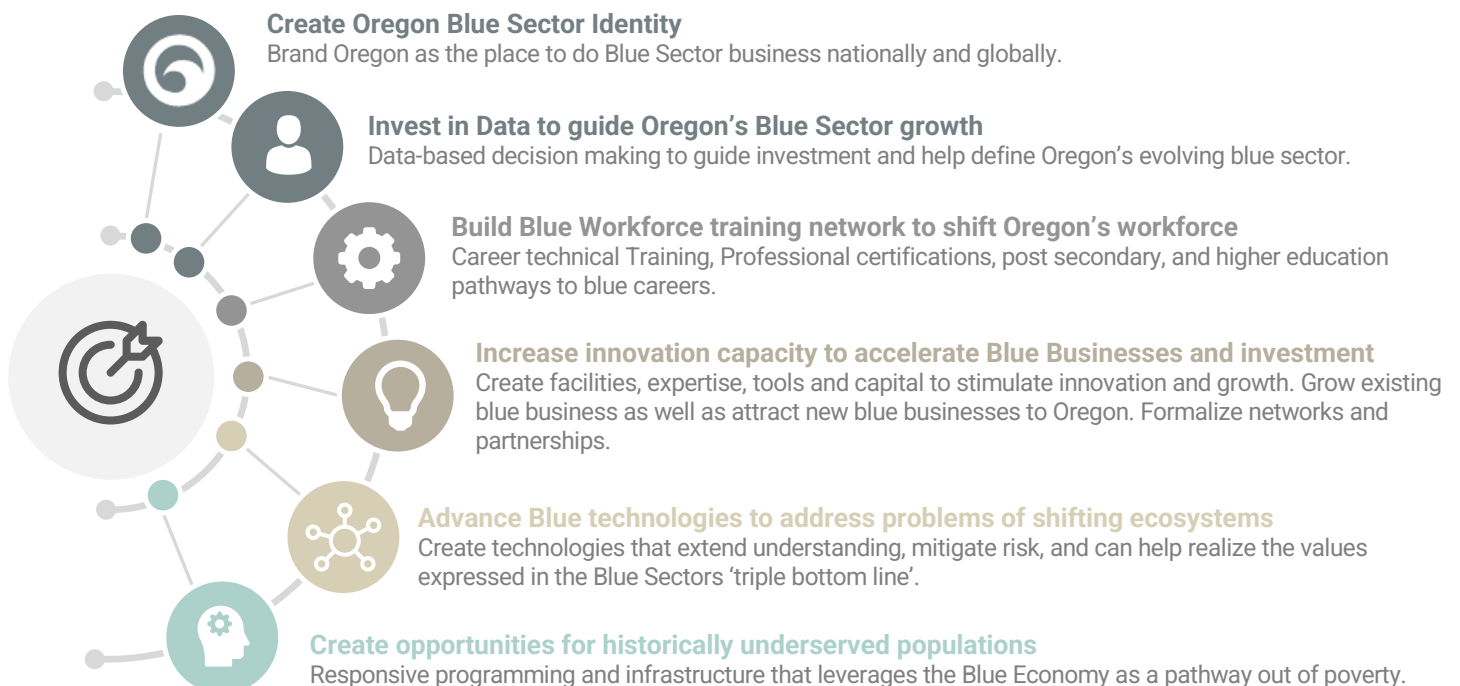 Create Oregon Blue Sector Identity
Brand Oregon as the place to do Blue Sector business nationally and globally.
Invest in Data to guide Oregon’s Blue Sector growth
Data-based decision making to guide investment and help define Oregon’s evolving blue sector.
Build Blue Workforce training network to shift Oregon’s workforce
Career technical Training, Professional certifications, post secondary, and higher education
pathways to blue careers.
Increase innovation capacity to accelerate Blue Businesses and investment
Create facilities, expertise, tools and capital to stimulate innovation and growth. Grow existing
blue business as well as attract new blue businesses to Oregon. Formalize networks and
partnerships.
Advance Blue technologies to address problems of shifting ecosystems
Create technologies that extend understanding, mitigate risk, and can help realize the values
expressed in the Blue Sectors ‘triple bottom line’.
Create opportunities for historically underserved populations
Responsive programming and infrastructure that leverages the Blue Economy as a pathway out of poverty.